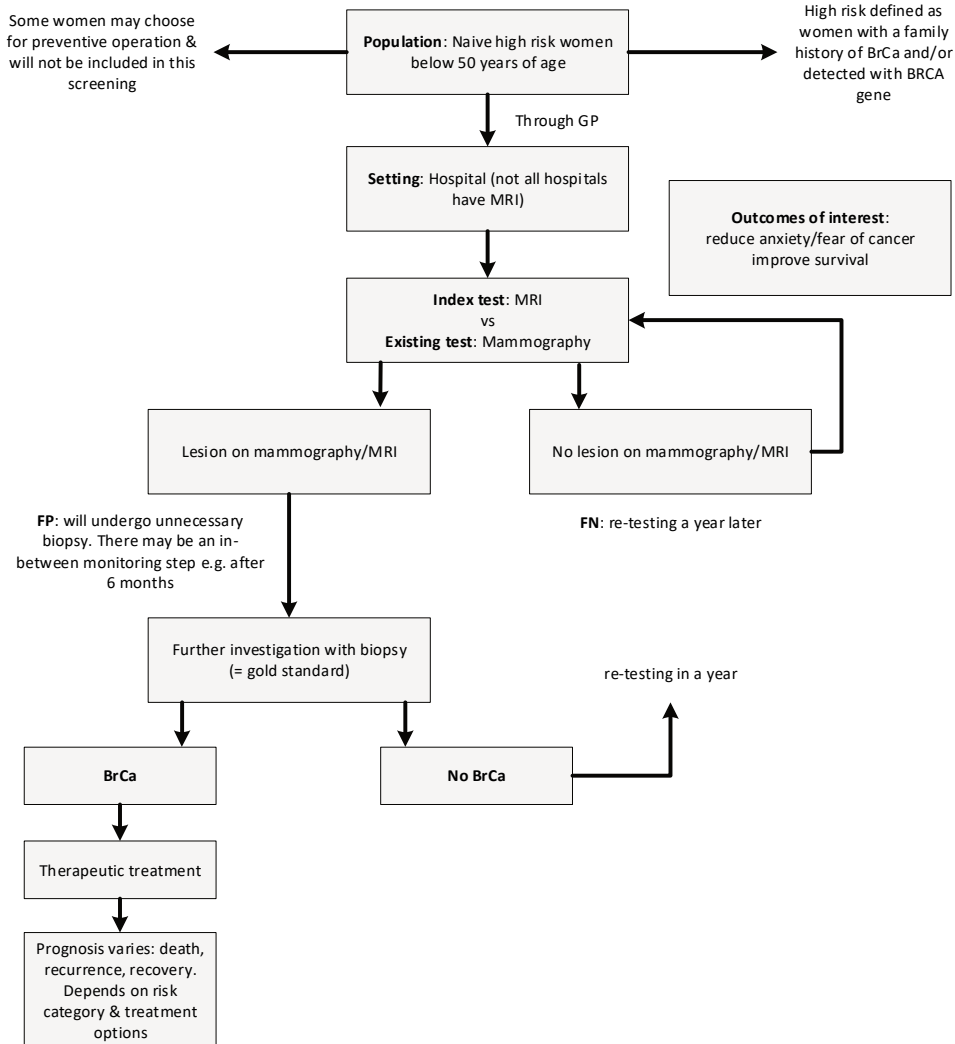 Some women may choose
for preventive operation &
will not be included in this
screening
Population: Naive high risk women
below 50 years of age
High risk defined as
women with a family
history of BrCa and/or
detected with BRCA
gene
Through GP
Setting: Hospital (not all hospitals
have MRI)
Outcomes of interest:
reduce anxiety/fear of cancer
improve survival
Index test: MRI
vs
Existing test: Mammography
Lesion on mammography/MRI
No lesion on mammography/MRI
FP: will undergo unnecessary
biopsy. There may be an in-
between monitoring step e.g. after
6 months
FN: re-testing a year later
Further investigation with biopsy
(= gold standard)
re-testing in a year
BrCa
No BrCa
Therapeutic treatment
Prognosis varies: death,
recurrence, recovery.
Depends on risk
category & treatment
options